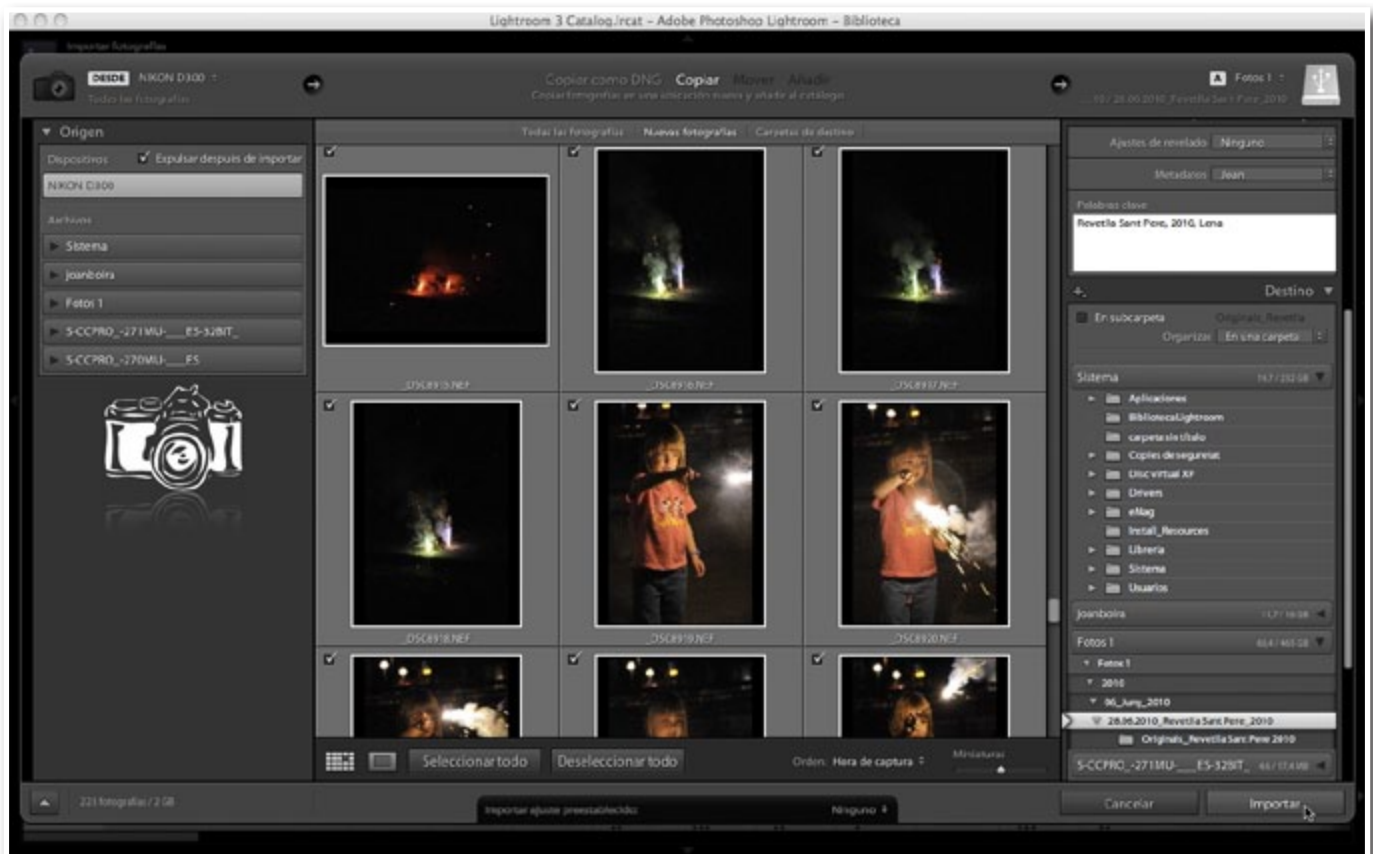 Lightroom 3 Catalog.lrcat – Adobe Photoshop Lightroom – Biblioteca
Importar fotografías
DESDE NIKON D300
Todas las fotografías
Copiar como DNG Copiar Mover Añadir
Copiar fotografías en una ubicación nueva y añadir al catálogo
A Fotos 1
28.06.2010_Revetlla Sant Pere_2010
Origen
Dispositivos Expulsar después de importar
NIKON D300
Archivos
Sistema
joanboira
Fotos 1
S-CCPRO_-271MU-___ES-32BIT_
S-CCPRO_-270MU-___ES
Todas las fotografías Nuevas fotografías Carpetas de destino
_DSC8915.NEF
_DSC8916.NEF
_DSC8917.NEF
_DSC8918.NEF
_DSC8919.NEF
_DSC8920.NEF
Seleccionar todo Deseleccionar todo
Orden: Hora de captura
Miniaturas
Ajustes de revelado Ninguno
Metadatos Joan
Palabras clave
Revetlla Sant Pere, 2010, Lena
Destino
En subcarpeta Originals_Revetlla
Organizar En una carpeta
Sistema
Aplicaciones
BibliotecaLightroom
carpeta sin título
Copies de seguretat
Disc virtual XP
Drivers
eMag
Install_Resources
Librería
Sistema
Usuarios
joanboira
Fotos 1
Fotos 1
2010
06_Juny_2010
28.06.2010_Revetlla Sant Pere_2010
Originals_Revetlla Sant Pere 2010
S-CCPRO_-271MU-___ES-32BIT_
fotografías / 2 GB
Importar ajuste preestablecido: Ninguno
Cancelar Importar